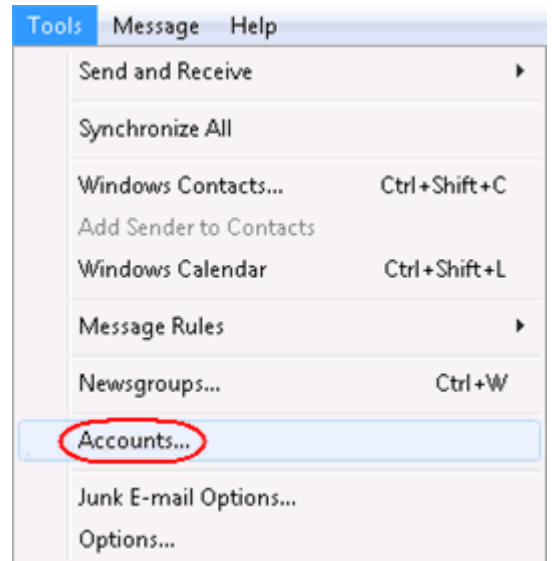 Tools Message Help
Send and Receive
Synchronize All
Windows Contacts... Ctrl+Shift+C
Add Sender to Contacts
Windows Calendar Ctrl+Shift+L
Message Rules
Newsgroups... Ctrl+W
Accounts...
Junk E-mail Options...
Options...